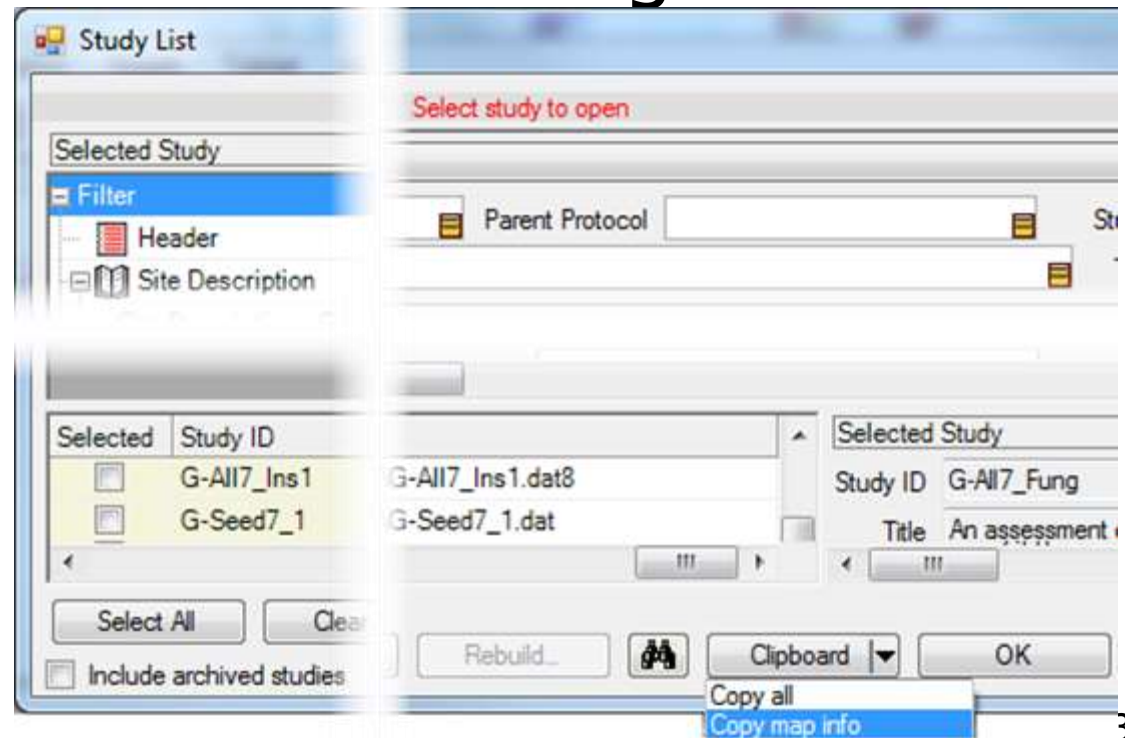 Study List
Select study to open
Selected Study
Filter
Header
Parent Protocol
Site Description
Selected Study ID
G-All7_Ins1 G-All7_Ins1.dat8
G-Seed7_1 G-Seed7_1.dat
Selected Study
Study ID G-All7_Fung
Title An assessment
Select All
Rebuild...
Clipboard
OK
Include archived studies
Copy all
Copy map info